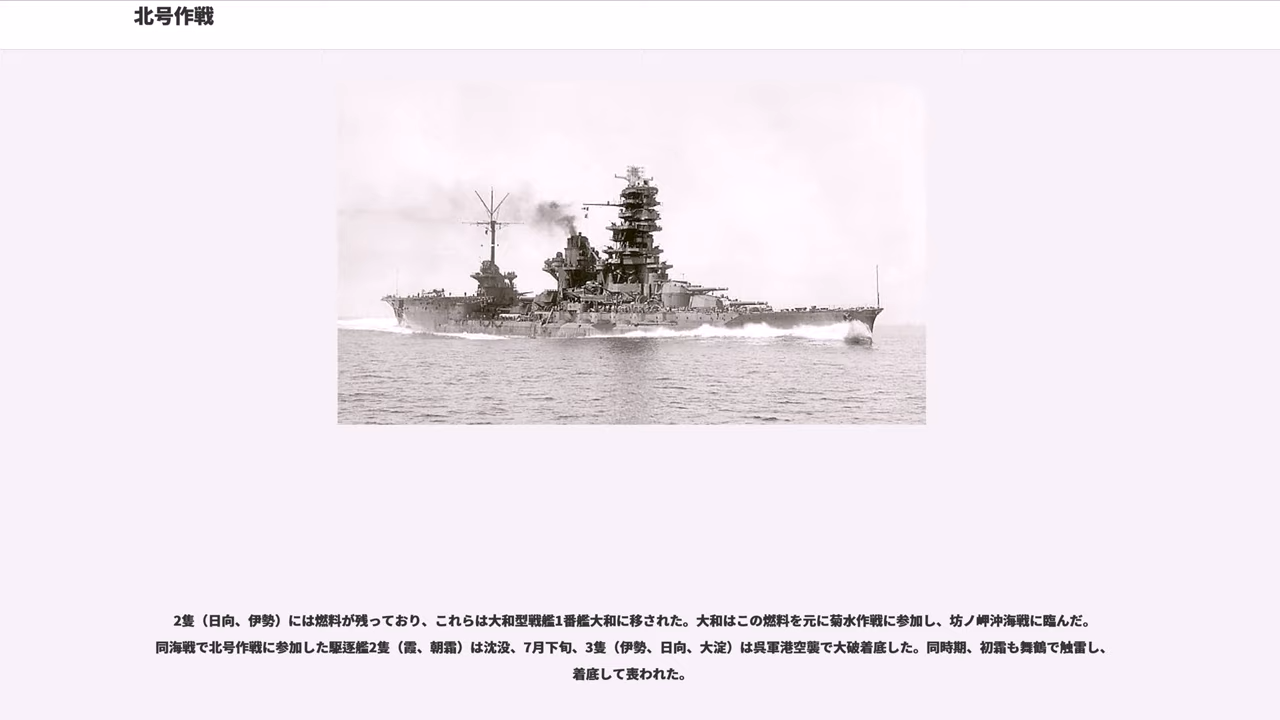 北号作戦
2隻（日向、伊勢）には燃料が残っており、これらは大和型戦艦1番艦大和に移された。大和はこの燃料を元に菊水作戦に参加し、坊ノ岬沖海戦に臨んだ。
同海戦で北号作戦に参加した駆逐艦2隻（霞、朝霜）は沈没、7月下旬、3隻（伊勢、日向、大淀）は呉軍港空襲で大破着底した。同時期、初霜も舞鶴で触雷し、
着底して喪われた。